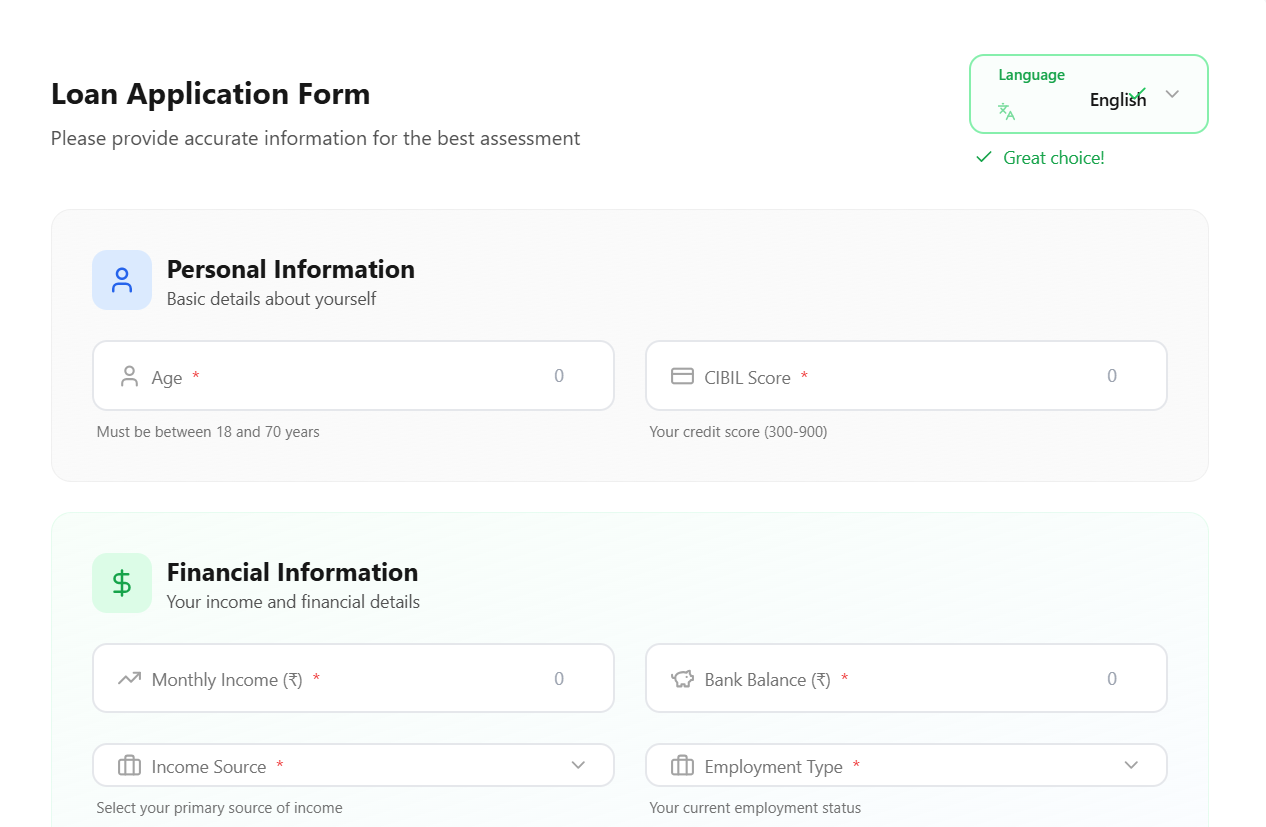 Loan Application Form
Please provide accurate information for the best assessment
Language
English
Great choice!
Personal Information
Basic details about yourself
Age * 0
CIBIL Score * 0
Must be between 18 and 70 years
Your credit score (300-900)
Financial Information
Your income and financial details
Monthly Income (₹) * 0
Bank Balance (₹) * 0
Income Source *
Employment Type *
Select your primary source of income
Your current employment status